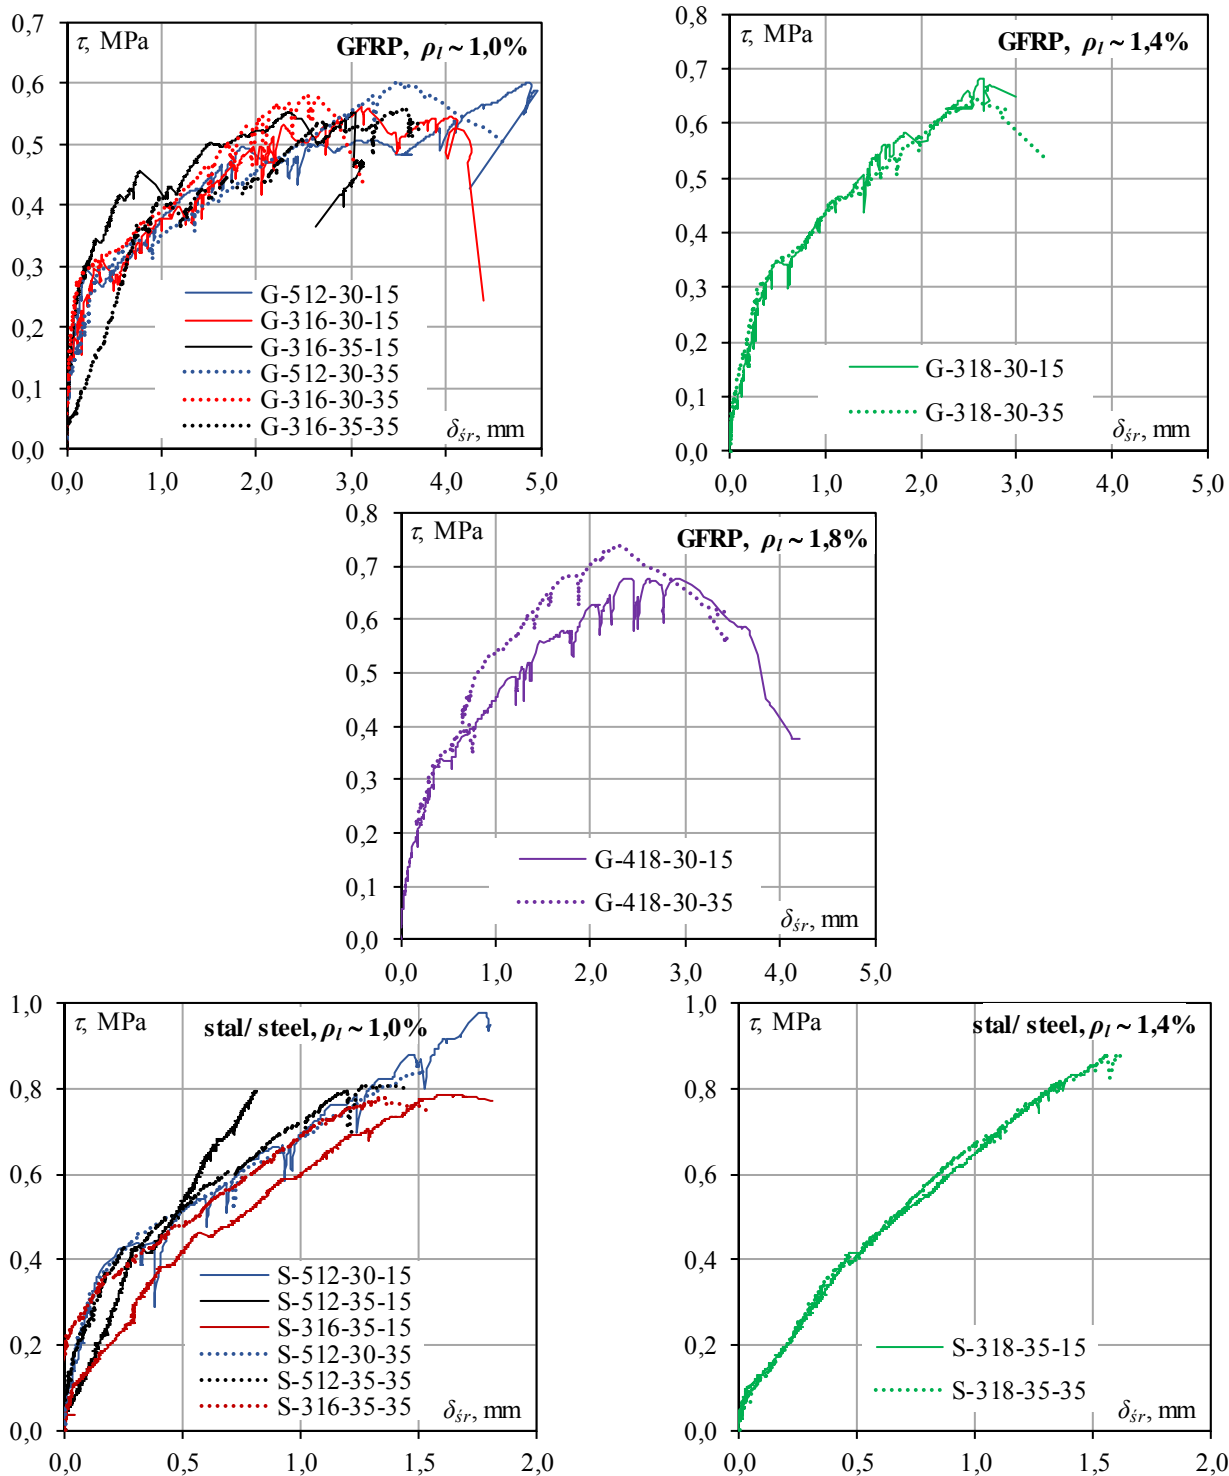 τ, MPa
GFRP, ρl ~ 1,0%
0,7
0,6
0,5
0,4
0,3
0,2
0,1
0,0
G-512-30-15
G-316-30-15
G-316-35-15
G-512-30-35
G-316-30-35
G-316-35-35
δśr, mm
0,0 1,0 2,0 3,0 4,0 5,0
τ, MPa
GFRP, ρl ~ 1,4%
0,8
0,7
0,6
0,5
0,4
0,3
0,2
0,1
0,0
G-318-30-15
G-318-30-35
δśr, mm
0,0 1,0 2,0 3,0 4,0 5,0
τ, MPa
GFRP, ρl ~ 1,8%
0,8
0,7
0,6
0,5
0,4
0,3
0,2
0,1
0,0
G-418-30-15
G-418-30-35
δśr, mm
0,0 1,0 2,0 3,0 4,0 5,0
τ, MPa
stal/ steel, ρl ~ 1,0%
1,0
0,8
0,6
0,4
0,2
0,0
S-512-30-15
S-512-35-15
S-316-35-15
S-512-30-35
S-512-35-35
S-316-35-35
δśr, mm
0,0 0,5 1,0 1,5 2,0
τ, MPa
stal/ steel, ρl ~ 1,4%
1,0
0,8
0,6
0,4
0,2
0,0
S-318-35-15
S-318-35-35
δśr, mm
0,0 0,5 1,0 1,5 2,0